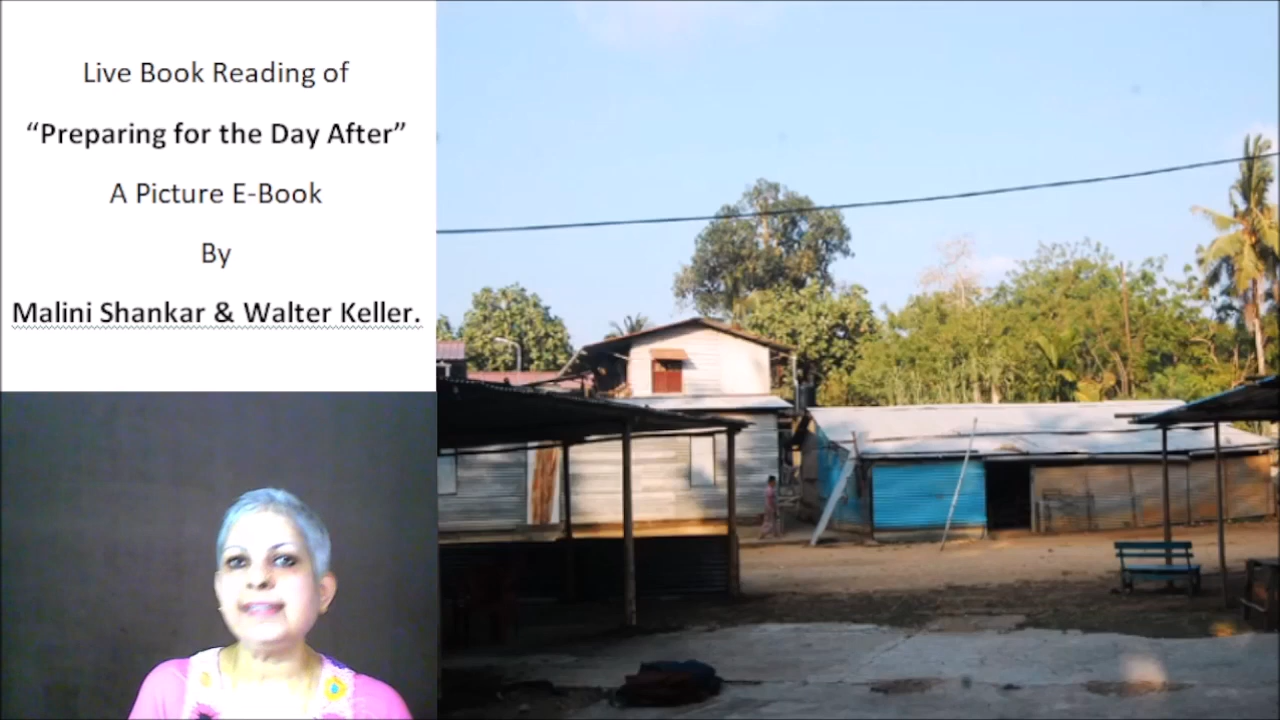 Live Book Reading of
“Preparing for the Day After”
A Picture E-Book
By
Malini Shankar & Walter Keller.